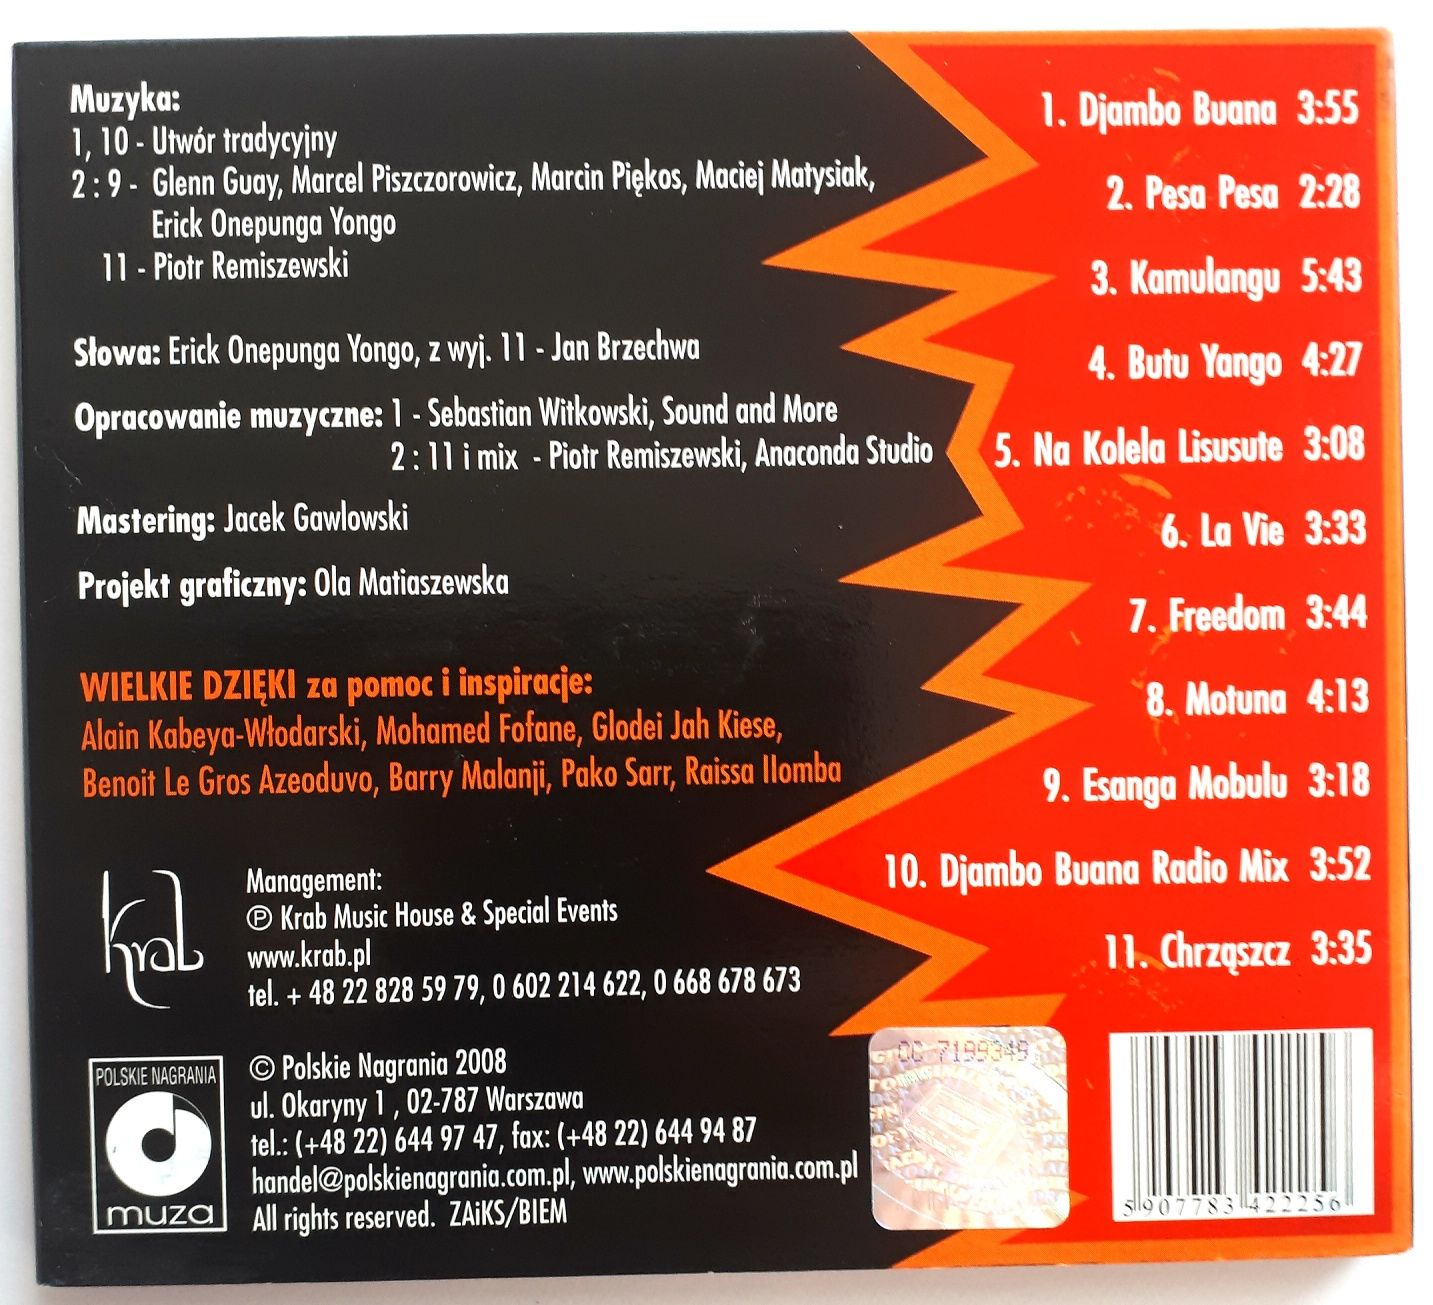 Muzyka:
1, 10 - Utwór tradycyjny
2 : 9 - Glenn Guay, Marcel Piszczorowicz, Marcin Piękos, Maciej Matysiak,
Erick Onepunga Yongo
11 - Piotr Remiszewski
Słowa: Erick Onepunga Yongo, z wyj. 11 - Jan Brzechwa
Opracowanie muzyczne: 1 - Sebastian Witkowski, Sound and More
2 : 11 i mix - Piotr Remiszewski, Anaconda Studio
Mastering: Jacek Gawlowski
Projekt graficzny: Ola Matiaszewska
WIELKIE DZIĘKI za pomoc i inspiracje:
Alain Kabeya-Włodarski, Mohamed Fofane, Glodei Jah Kiese,
Benoit Le Gros Azeoduvo, Barry Malanji, Pako Sarr, Raissa Ilomba
Krab
Management:
℗ Krab Music House & Special Events
www.krab.pl
tel. + 48 22 828 59 79, 0 602 214 622, 0 668 678 673
POLSKIE NAGRANIA
muza
© Polskie Nagrania 2008
ul. Okaryny 1 , 02-787 Warszawa
tel.: (+48 22) 644 97 47, fax: (+48 22) 644 94 87
handel@polskienagrania.com.pl, www.polskienagrania.com.pl
All rights reserved. ZAiKS/BIEM
1. Djambo Buana 3:55
2. Pesa Pesa 2:28
3. Kamulangu 5:43
4. Butu Yango 4:27
5. Na Kolela Lisusute 3:08
6. La Vie 3:33
7. Freedom 3:44
8. Motuna 4:13
9. Esanga Mobulu 3:18
10. Djambo Buana Radio Mix 3:52
11. Chrząszcz 3:35
CC 7199349
5 907783 422256